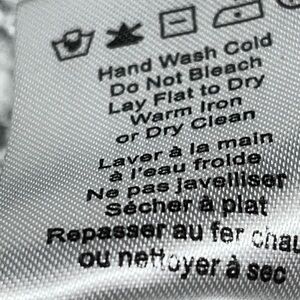 Hand Wash Cold
Do Not Bleach
Lay Flat to Dry
Warm Iron
or Dry Clean
Laver à la main
à l'eau froide
Ne pas javelliser
Sécher à plat
Repasser au fer chau
ou nettoyer à sec